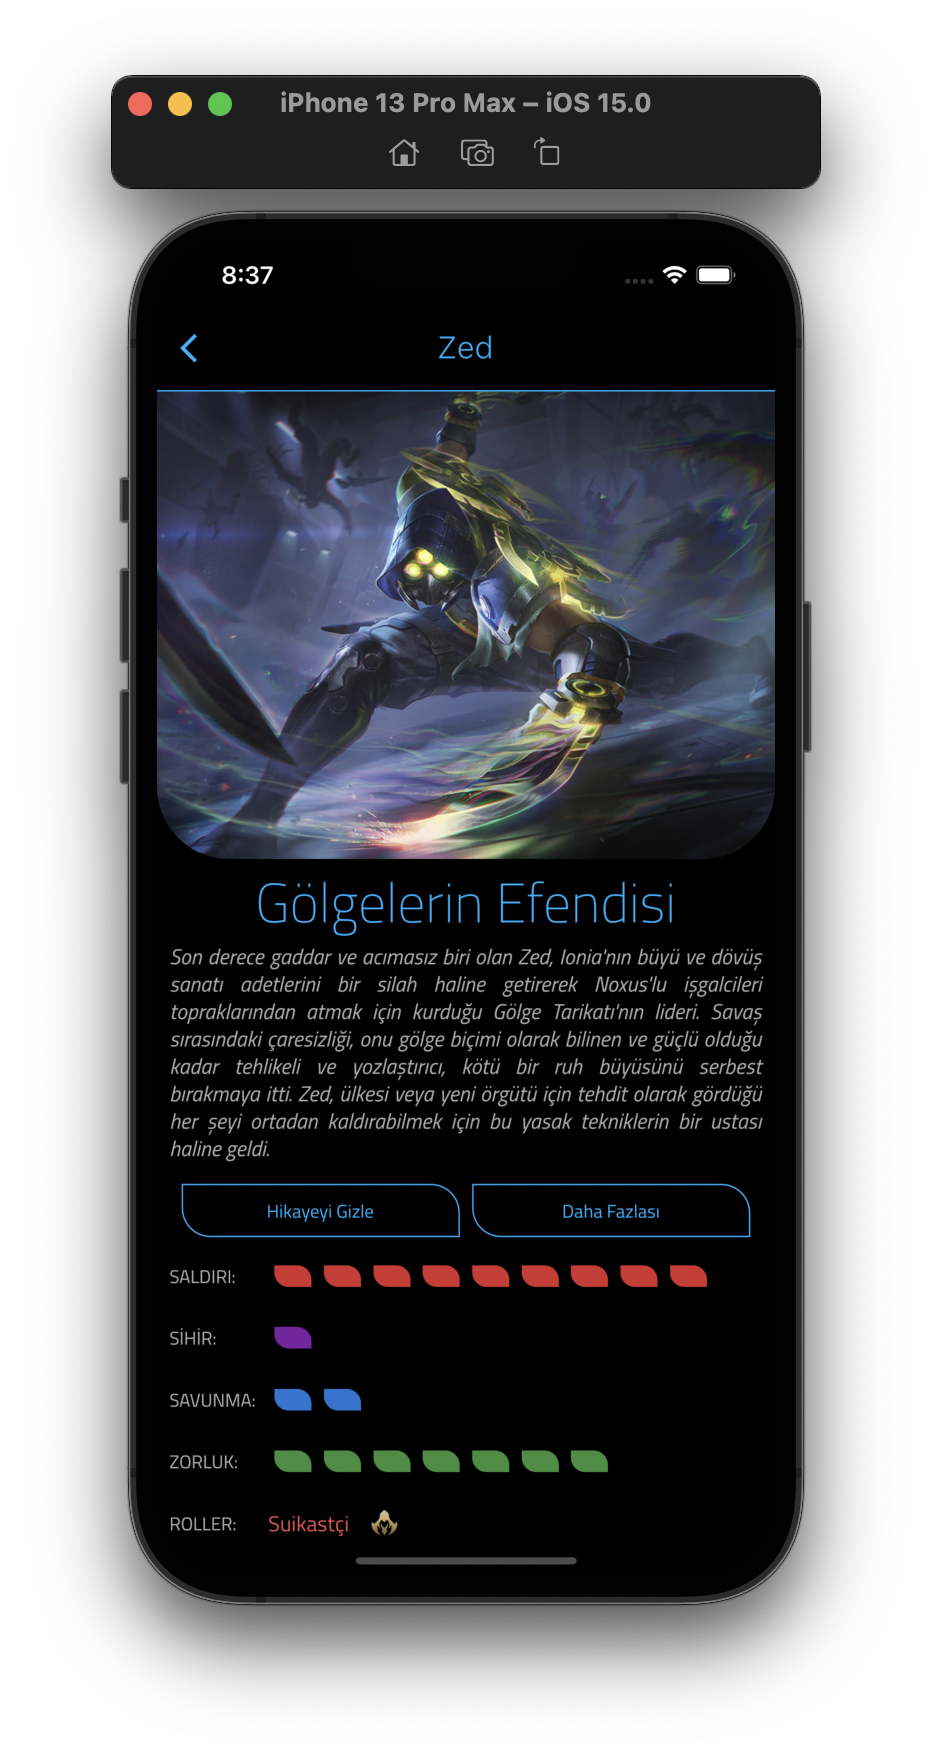 iPhone 13 Pro Max – iOS 15.0
8:37
Zed
Gölgelerin Efendisi
Son derece gaddar ve acımasız biri olan Zed, Ionia'nın büyü ve dövüş
sanatı adetlerini bir silah haline getirerek Noxus'lu işgalcileri
topraklarından atmak için kurduğu Gölge Tarikatı'nın lideri. Savaş
sırasındaki çaresizliği, onu gölge biçimi olarak bilinen ve güçlü olduğu
kadar tehlikeli ve yozlaştırıcı, kötü bir ruh büyüsünü serbest
bırakmaya itti. Zed, ülkesi veya yeni örgütü için tehdit olarak gördüğü
her şeyi ortadan kaldırabilmek için bu yasak tekniklerin bir ustası
haline geldi.
Hikayeyi Gizle Daha Fazlası
SALDIRI:
SİHİR:
SAVUNMA:
ZORLUK:
ROLLER: Suikastçi